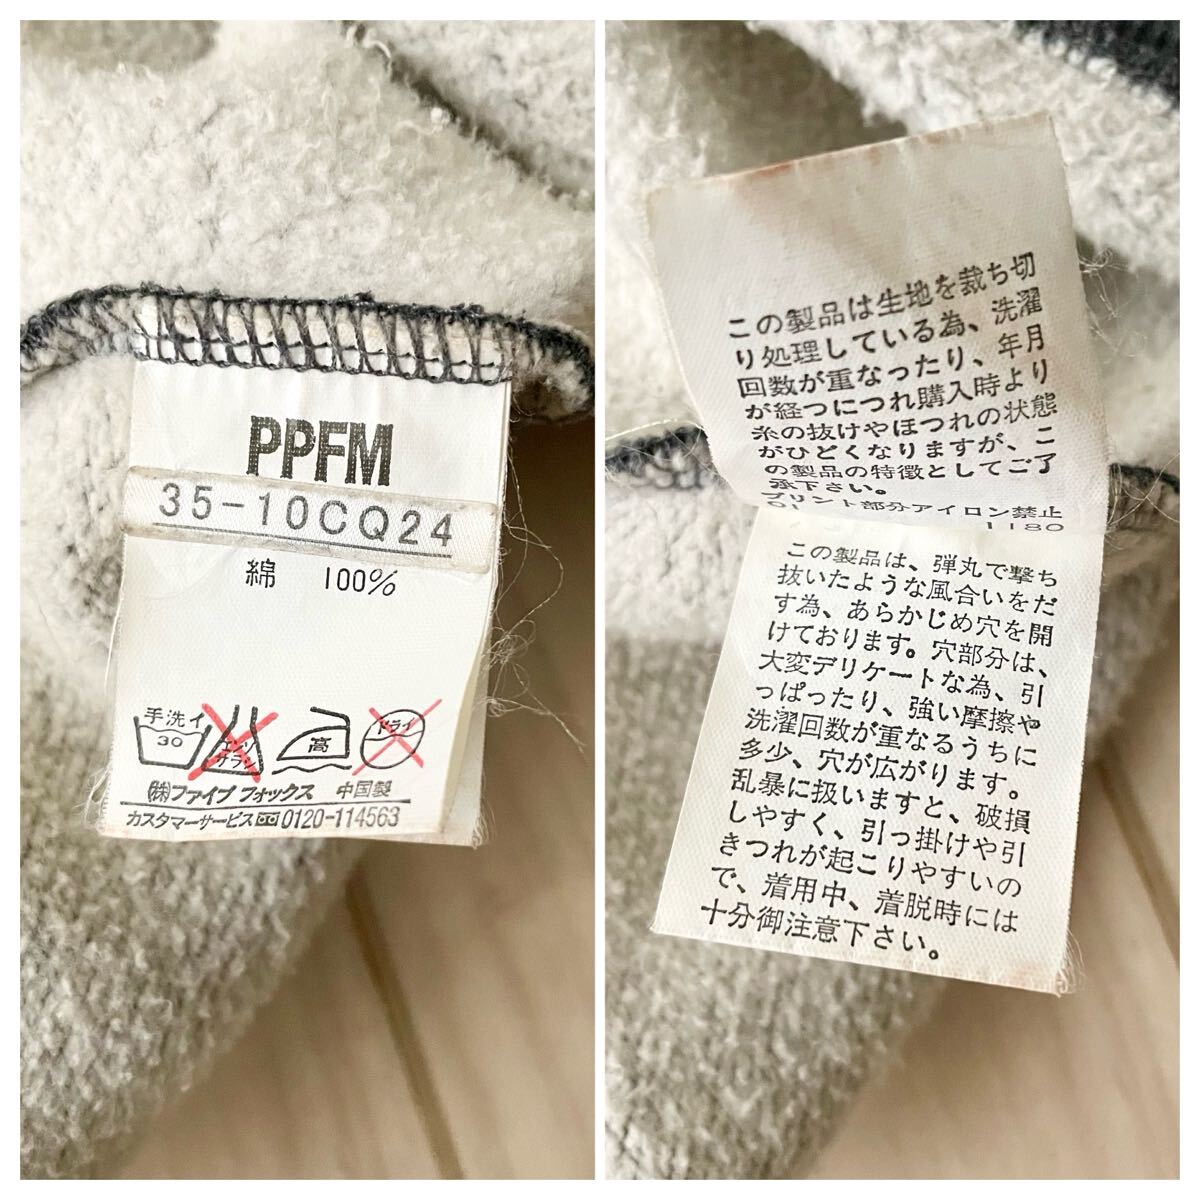 PPFM
35-10CQ24
綿 100%
手洗イ
30
エンソ
サラシ
高
ドライ
㈱ファイブ フォックス 中国製
カスタマーサービス 0120-114563
この製品は生地を裁ち切
り処理している為、洗濯
回数が重なったり、年月
が経つにつれ購入時より
糸の抜けやほつれの状態
がひどくなりますが、こ
の製品の特徴としてご了
承下さい。
プリント部分アイロン禁止
01 1180
この製品は、弾丸で撃ち
抜いたような風合いをだ
す為、あらかじめ穴を開
けております。穴部分は、
大変デリケートな為、引
っぱったり、強い摩擦や
洗濯回数が重なるうちに
多少、穴が広がります。
乱暴に扱いますと、破損
しやすく、引っ掛けや引
きつれが起こりやすいの
で、着用中、着脱時には
十分御注意下さい。